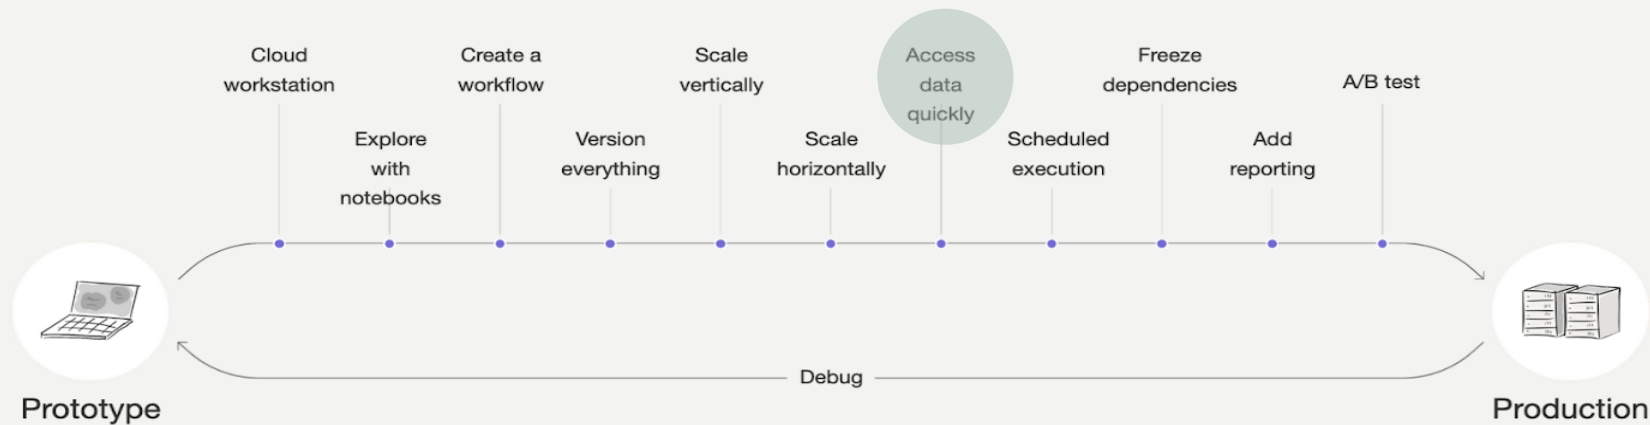 Cloud
workstation
Explore
with
notebooks
Create a
workflow
Version
everything
Scale
vertically
Scale
horizontally
Access
data
quickly
Scheduled
execution
Freeze
dependencies
Add
reporting
A/B test
Debug
Prototype
Production